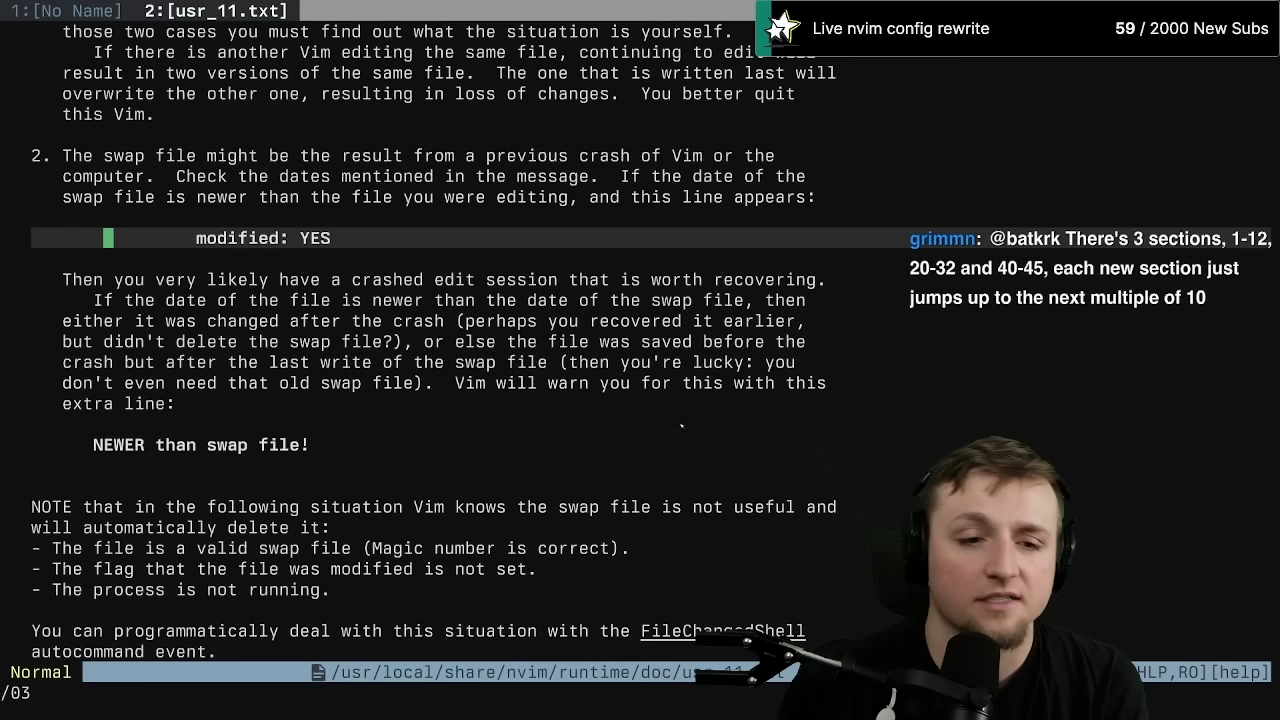 1:[No Name]  2:[usr_11.txt]
Live nvim config rewrite
59 / 2000 New Subs
those two cases you must find out what the situation is yourself.
If there is another Vim editing the same file, continuing to edit will
result in two versions of the same file.  The one that is written last will
overwrite the other one, resulting in loss of changes.  You better quit
this Vim.
2. The swap file might be the result from a previous crash of Vim or the
computer.  Check the dates mentioned in the message.  If the date of the
swap file is newer than the file you were editing, and this line appears:
modified: YES
grimmn: @batkrk There's 3 sections, 1-12,
20-32 and 40-45, each new section just
jumps up to the next multiple of 10
Then you very likely have a crashed edit session that is worth recovering.
If the date of the file is newer than the date of the swap file, then
either it was changed after the crash (perhaps you recovered it earlier,
but didn't delete the swap file?), or else the file was saved before the
crash but after the last write of the swap file (then you're lucky: you
don't even need that old swap file).  Vim will warn you for this with this
extra line:
NEWER than swap file!
NOTE that in the following situation Vim knows the swap file is not useful and
will automatically delete it:
- The file is a valid swap file (Magic number is correct).
- The flag that the file was modified is not set.
- The process is not running.
You can programmatically deal with this situation with the FileChangedShell
autocommand event.
Normal
/usr/local/share/nvim/runtime/doc/us
HLP,RO][help]
/03